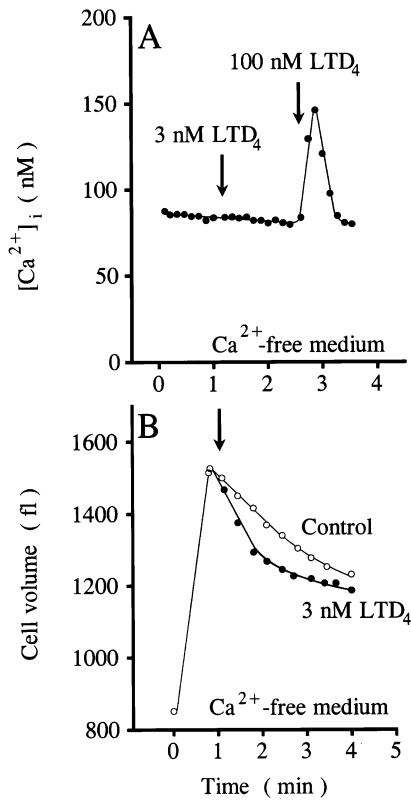 A
200
150
100
50
0
[Ca²⁺]ᵢ ( nM )
3 nM LTD₄
100 nM LTD₄
Ca²⁺-free medium
0 1 2 3 4
B
1600
1400
1200
1000
800
Cell volume ( fl )
Control
3 nM LTD₄
Ca²⁺-free medium
0 1 2 3 4 5
Time ( min )